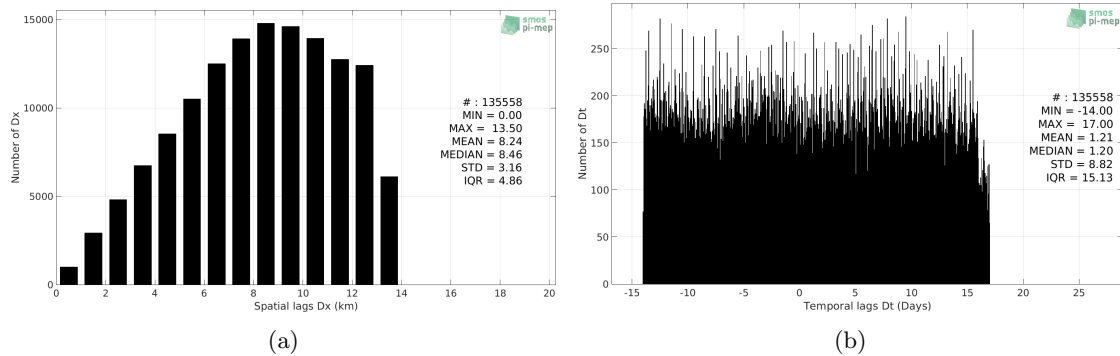 15000
10000
5000
0
Number of Dx
0 2 4 6 8 10 12 14 16 18 20
Spatial lags Dx (km)
smos
pi-mep
# : 135558
MIN = 0.00
MAX = 13.50
MEAN = 8.24
MEDIAN = 8.46
STD = 3.16
IQR = 4.86
(a)
250
200
150
100
50
0
Number of Dt
-15 -10 -5 0 5 10 15 20 25
Temporal lags Dt (Days)
smos
pi-mep
# : 135558
MIN = -14.00
MAX = 17.00
MEAN = 1.21
MEDIAN = 1.20
STD = 8.82
IQR = 15.13
(b)